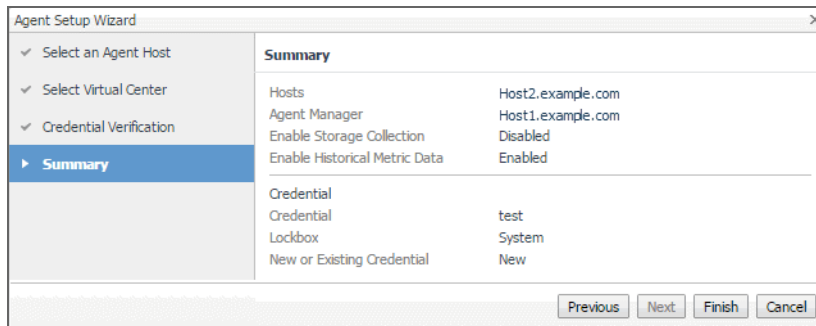 Agent Setup Wizard
Select an Agent Host
Select Virtual Center
Credential Verification
Summary
Summary
Hosts Host2.example.com
Agent Manager Host1.example.com
Enable Storage Collection Disabled
Enable Historical Metric Data Enabled
Credential
Credential test
Lockbox System
New or Existing Credential New
Previous Next Finish Cancel